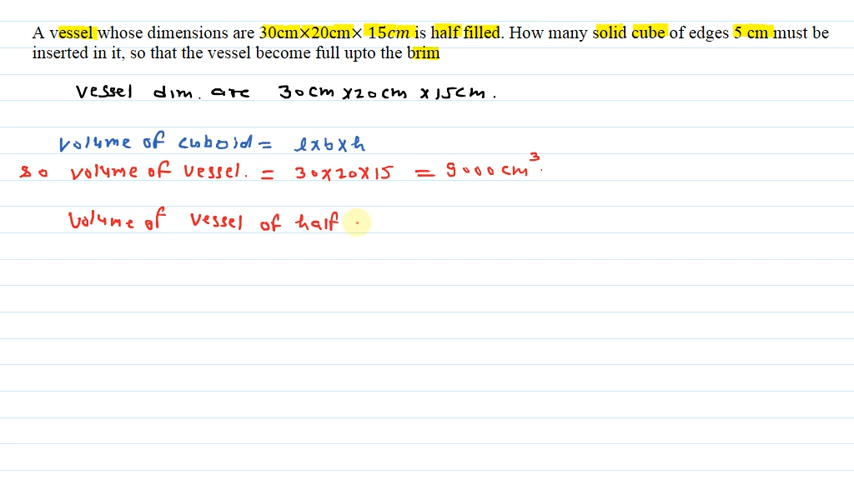 A vessel whose dimensions are 30cm×20cm× 15cm is half filled. How many solid cube of edges 5 cm must be
inserted in it, so that the vessel become full upto the brim
vessel dim. are 30cm x20cm x15cm.
volume of cuboid = lxbxh
so volume of vessel. = 30x20x15 = 9000cm³.
volume of vessel of half